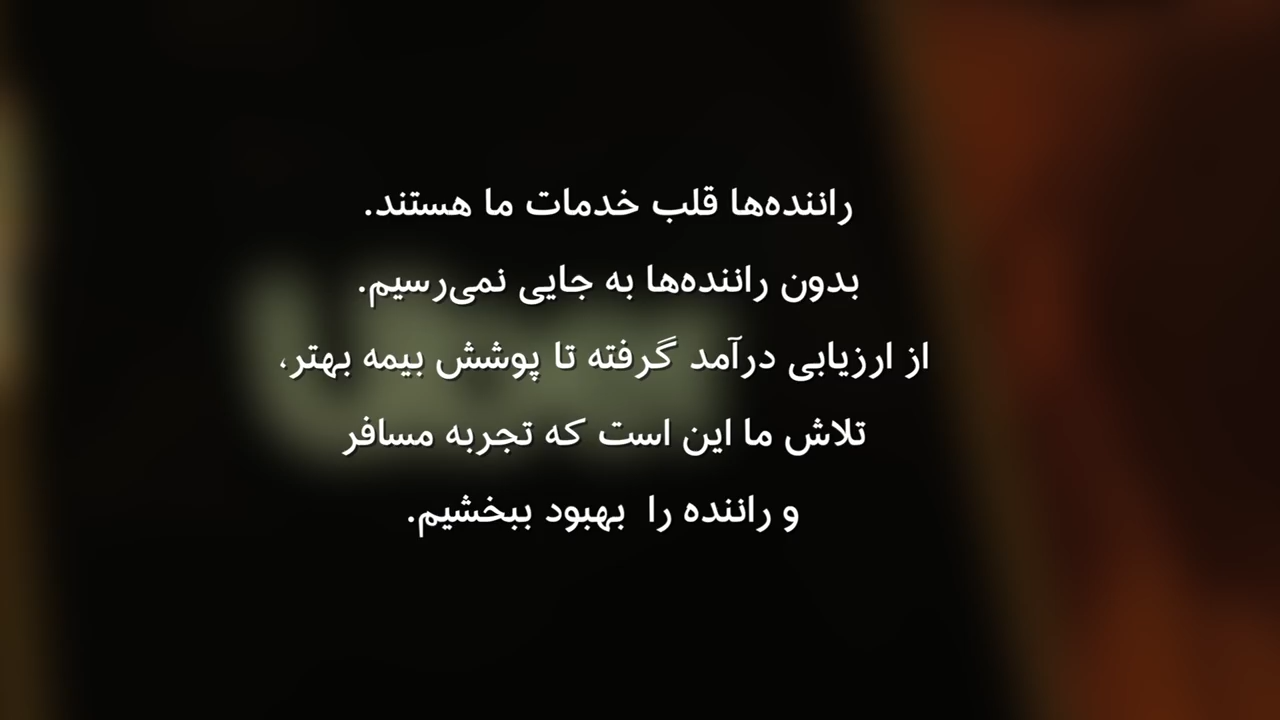 راننده‌ها قلب خدمات ما هستند.
بدون راننده‌ها به جایی نمی‌رسیم.
از ارزیابی درآمد گرفته تا پوشش بیمه بهتر،
تلاش ما این است که تجربه مسافر
و راننده را بهبود ببخشیم.